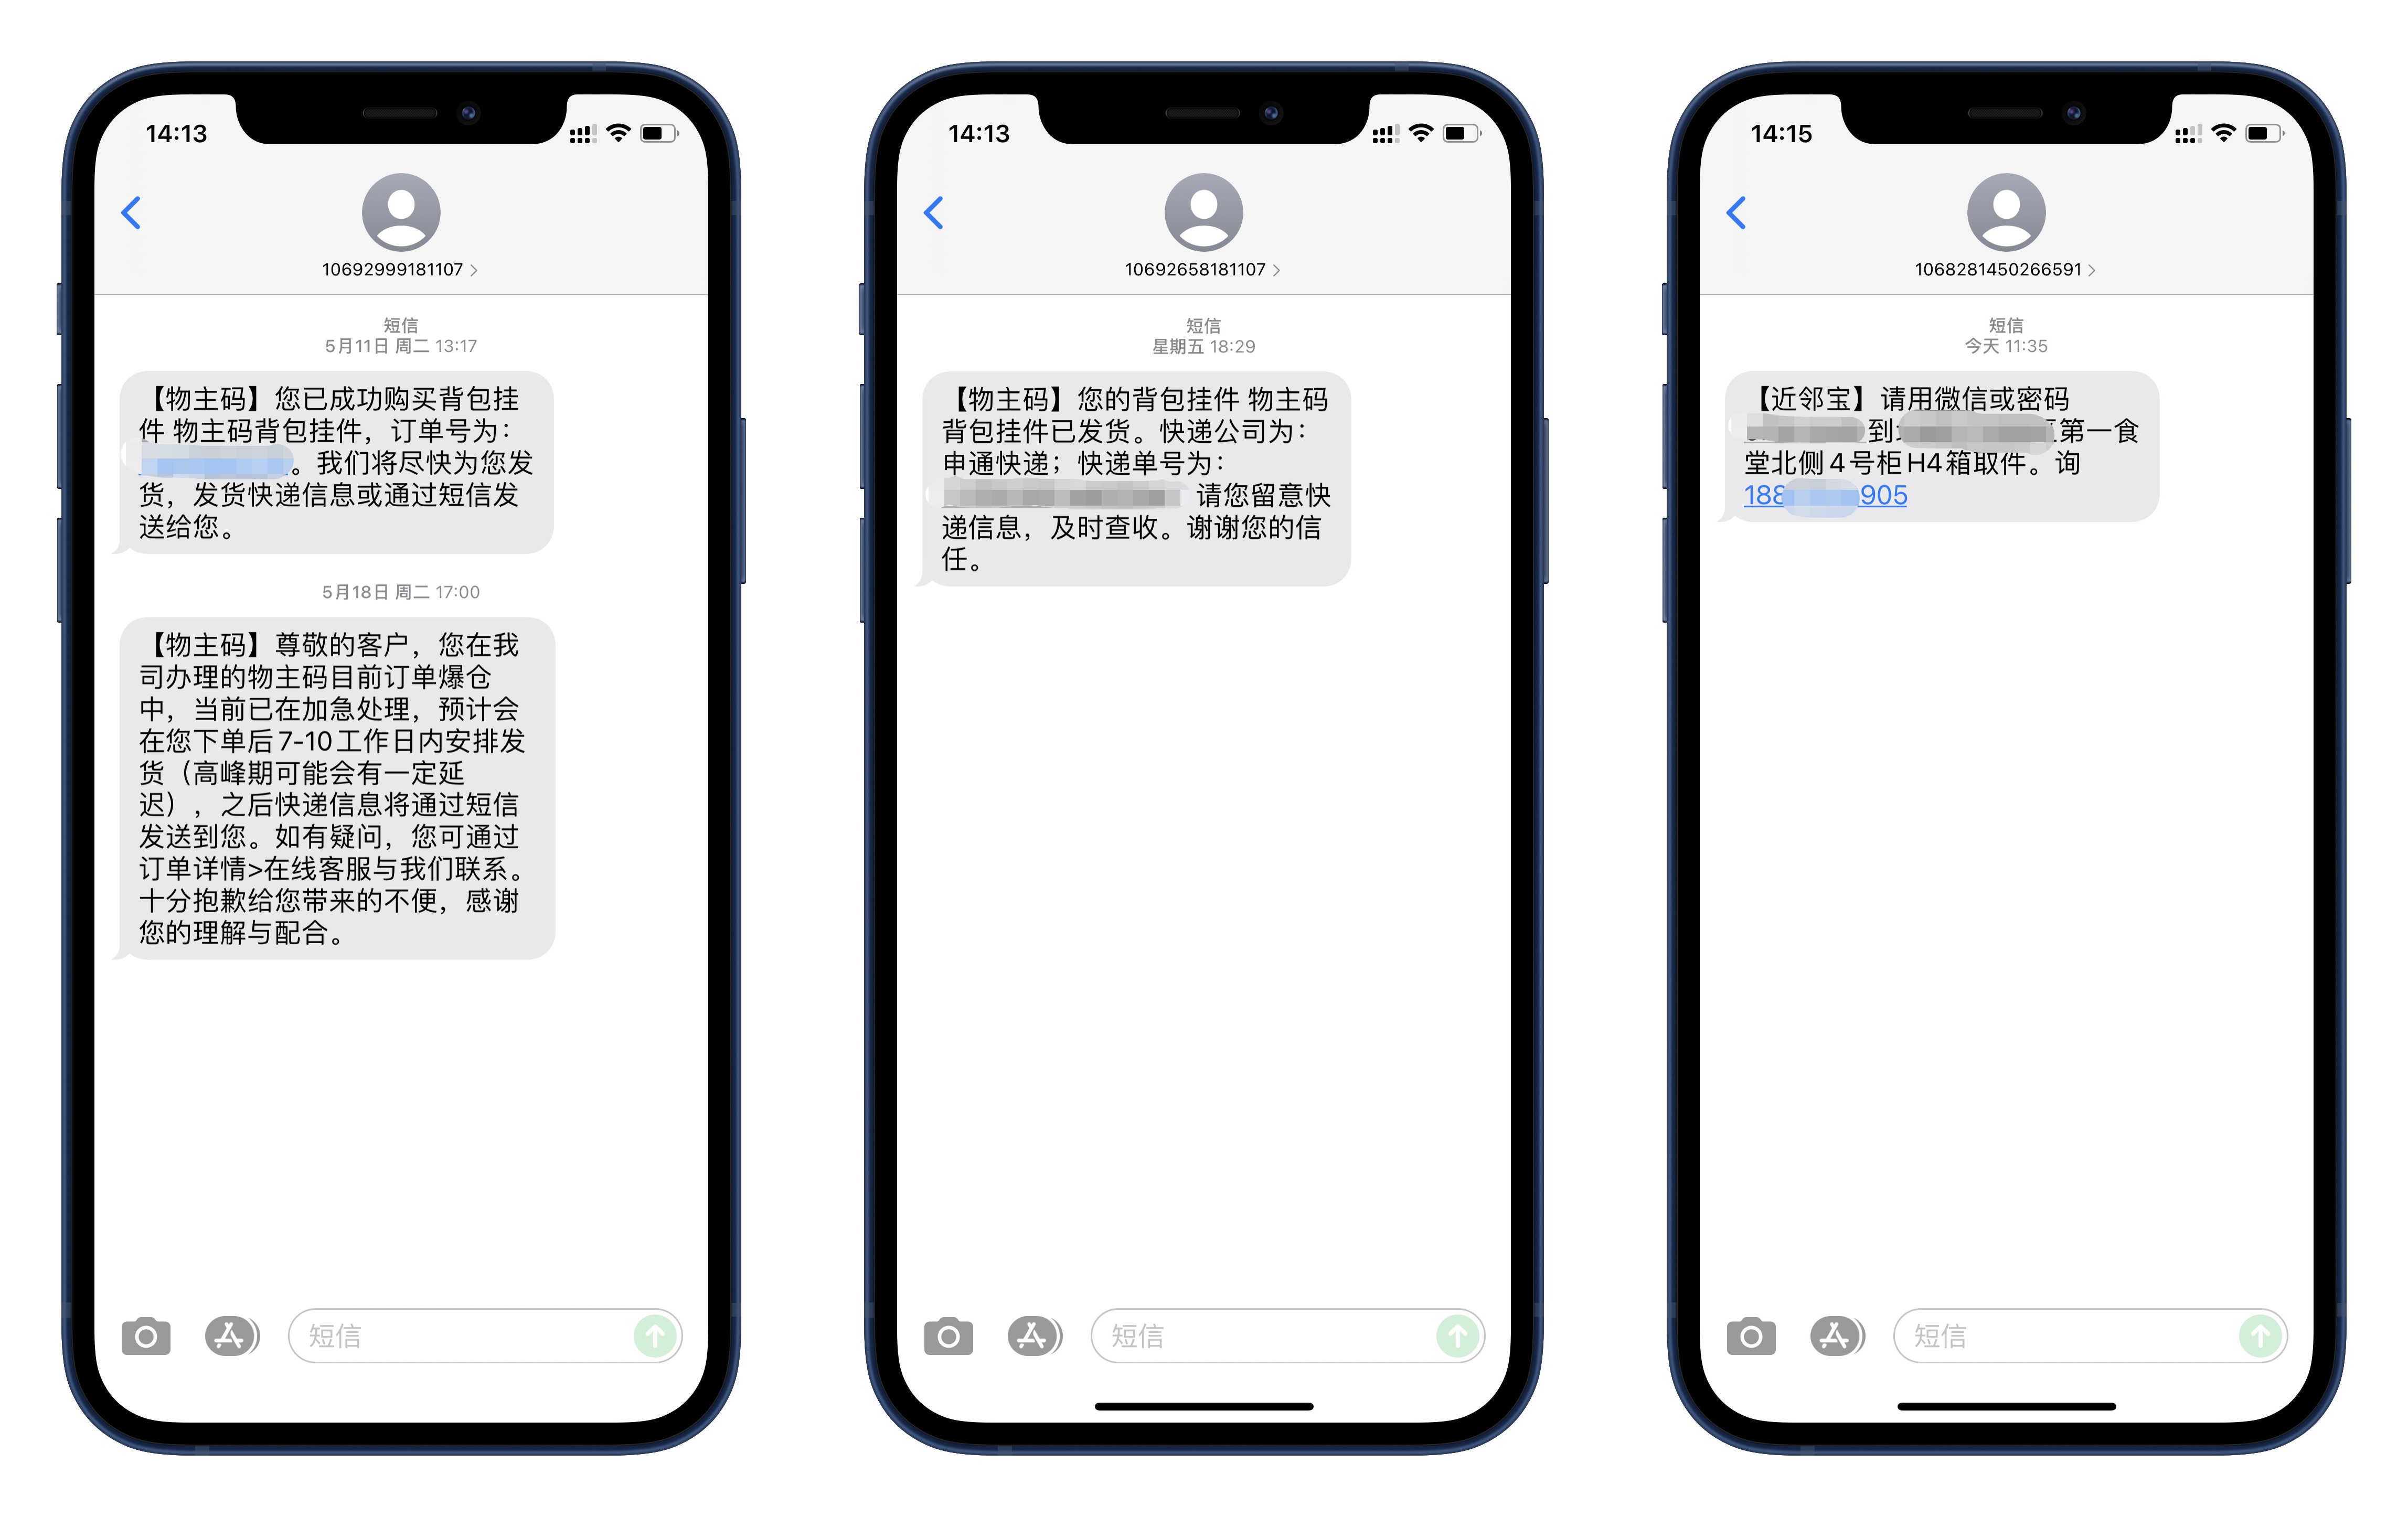 14:13
10692999181107
短信
5月11日 周二 13:17
【物主码】您已成功购买背包挂
件 物主码背包挂件，订单号为：
。我们将尽快为您发
货，发货快递信息或通过短信发
送给您。
5月18日 周二 17:00
【物主码】尊敬的客户，您在我
司办理的物主码目前订单爆仓
中，当前已在加急处理，预计会
在您下单后7-10工作日内安排发
货（高峰期可能会有一定延
迟），之后快递信息将通过短信
发送到您。如有疑问，您可通过
订单详情>在线客服与我们联系。
十分抱歉给您带来的不便，感谢
您的理解与配合。
短信
14:13
10692658181107
短信
星期五 18:29
【物主码】您的背包挂件 物主码
背包挂件已发货。快递公司为：
申通快递；快递单号为：
请您留意快
递信息，及时查收。谢谢您的信
任。
短信
14:15
1068281450266591
短信
今天 11:35
【近邻宝】请用微信或密码
到 第一食
堂北侧4号柜H4箱取件。询
188 905
短信